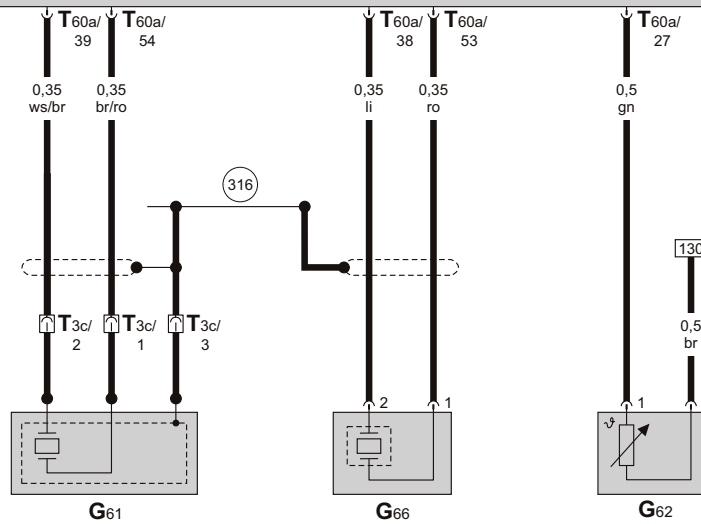 T60a/ T60a/ T60a/ T60a/ T60a/
39 54 38 53 27
0,35 0,35 0,35 0,35 0,5
ws/br br/ro li ro gn
316
130
T3c/ T3c/ T3c/
2 1 3
0,5
br
2 1 1
ϑ
G61 G66 G62